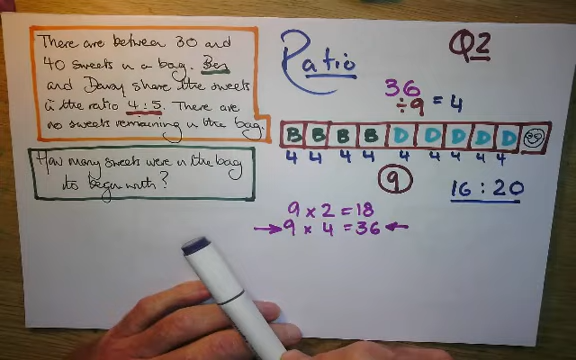 There are between 30 and
40 sweets in a bag. Ben
and Davy share the sweets
in the ratio 4:5. There are
no sweets remaining in the bag.
How many sweets were in the bag
to begin with?
Ratio
Q2
36
÷9 = 4
B B B B D D D D D
4 4 4 4 4 4 4 4 4
9
16 : 20
9 × 2 = 18
9 × 4 = 36